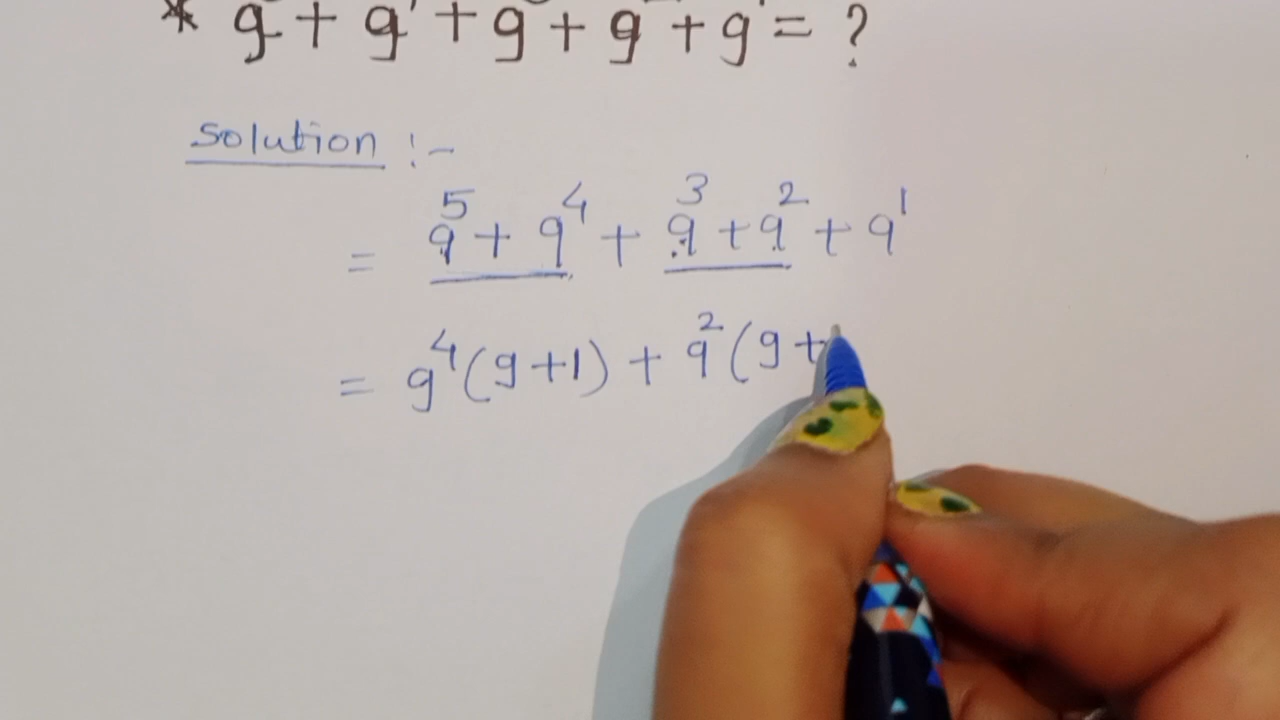 * 9 + 9 + 9 + 9 + 9 = ?
Solution :-
= 9⁵ + 9⁴ + 9³ + 9² + 9¹
= 9⁴(9+1) + 9²(9+